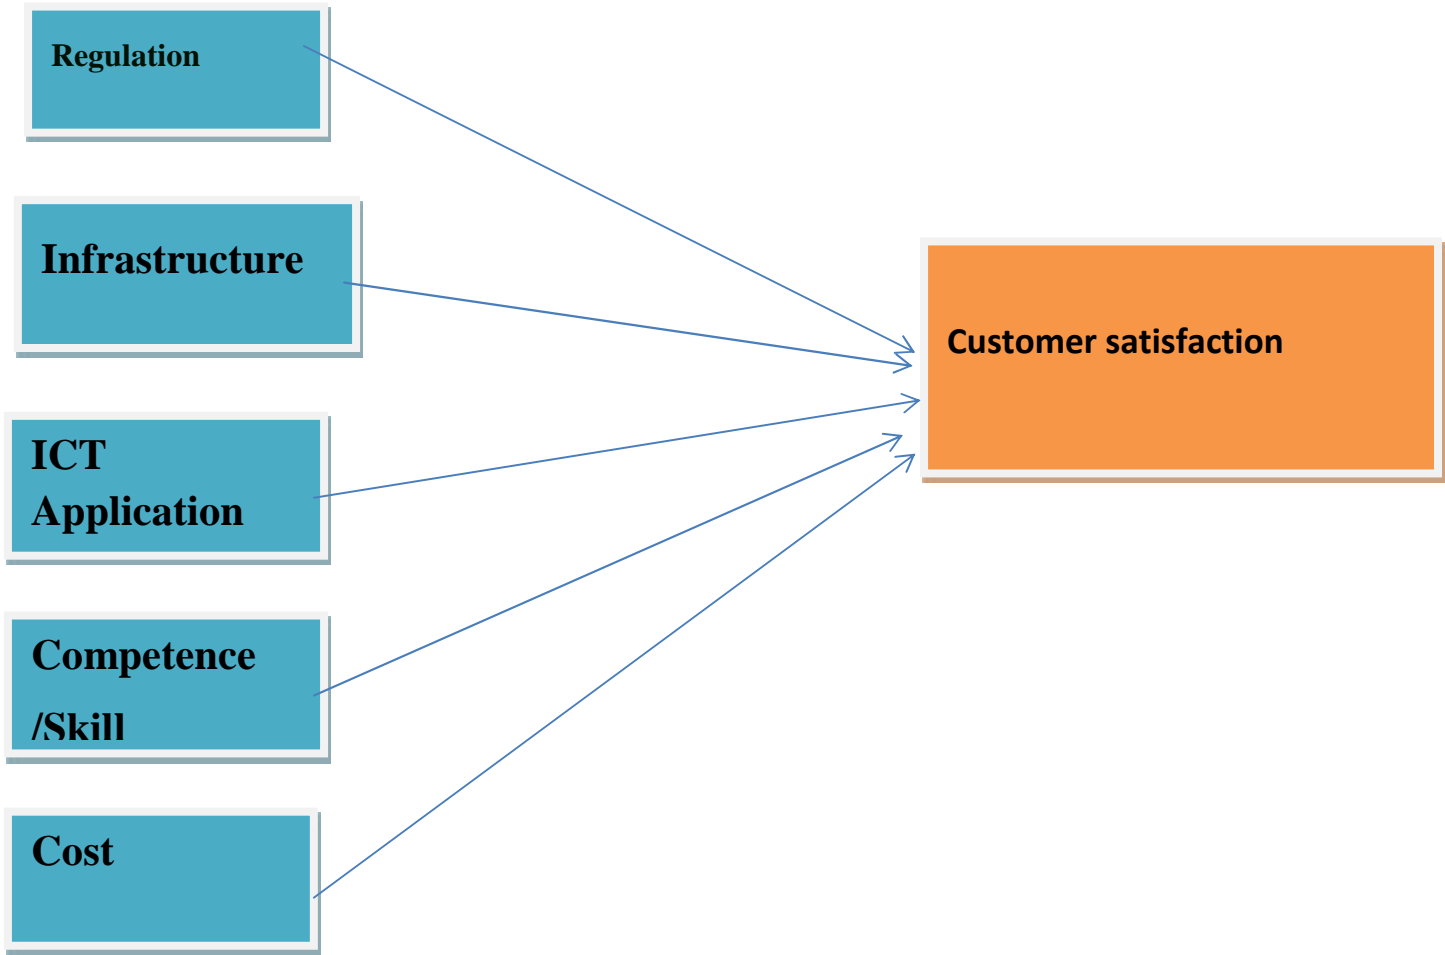 Regulation
Infrastructure
Customer satisfaction
ICT
Application
Competence
/Skill
Cost